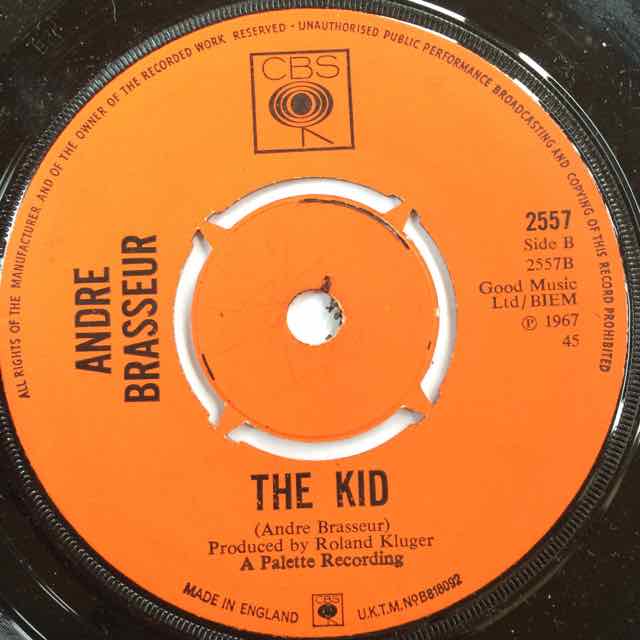 ALL RIGHTS OF THE MANUFACTURER AND OF THE OWNER OF THE RECORDED WORK RESERVED - UNAUTHORISED PUBLIC PERFORMANCE BROADCASTING AND COPYING OF THIS RECORD PROHIBITED
CBS
ANDRE
BRASSEUR
2557
Side B
2557B
Good Music
Ltd/BIEM
℗ 1967
45
THE KID
(Andre Brasseur)
Produced by Roland Kluger
A Palette Recording
MADE IN ENGLAND
CBS
U.K.T.M. Nº B818092